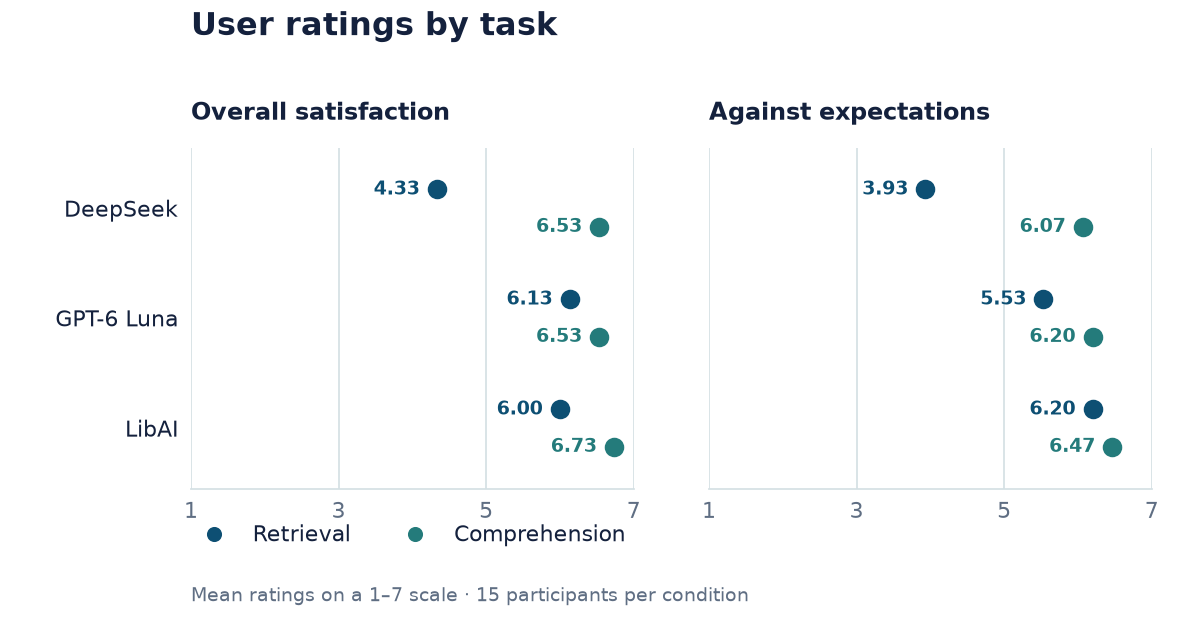 User ratings by task
Overall satisfaction
Against expectations
4.33
3.93
DeepSeek
6.53
6.07
6.13
5.53
GPT-6 Luna
6.53
6.20
6.00
6.20
LibAI
6.73
6.47
1 3 5 7
1 3 5 7
Retrieval Comprehension
Mean ratings on a 1–7 scale · 15 participants per condition